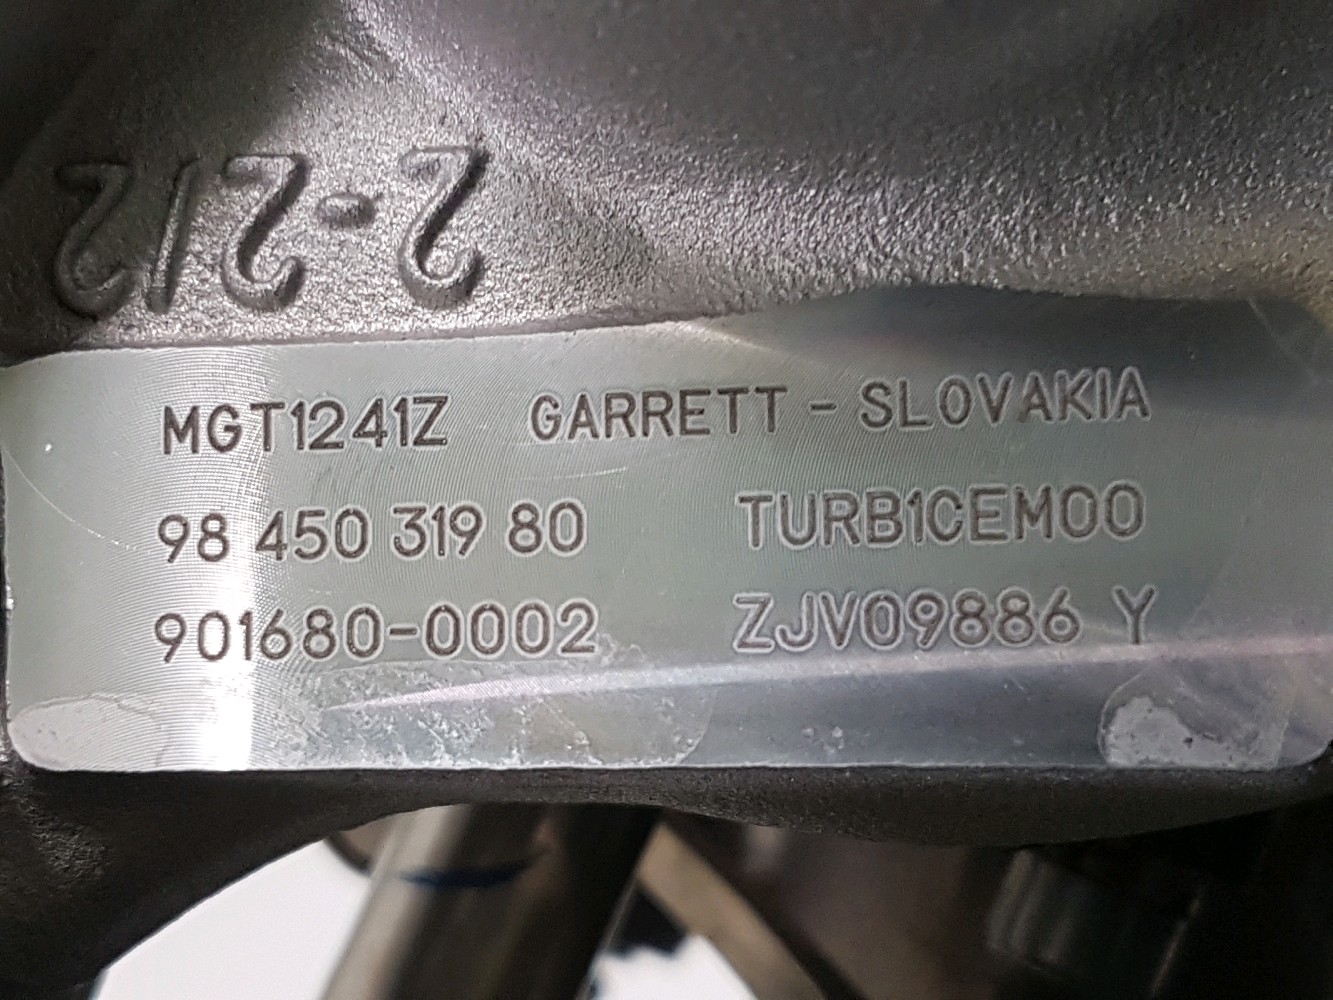 2-212
MGT1241Z GARRETT - SLOVAKIA
98 450 319 80 TURB1CEM00
901680-0002 ZJV09886 Y